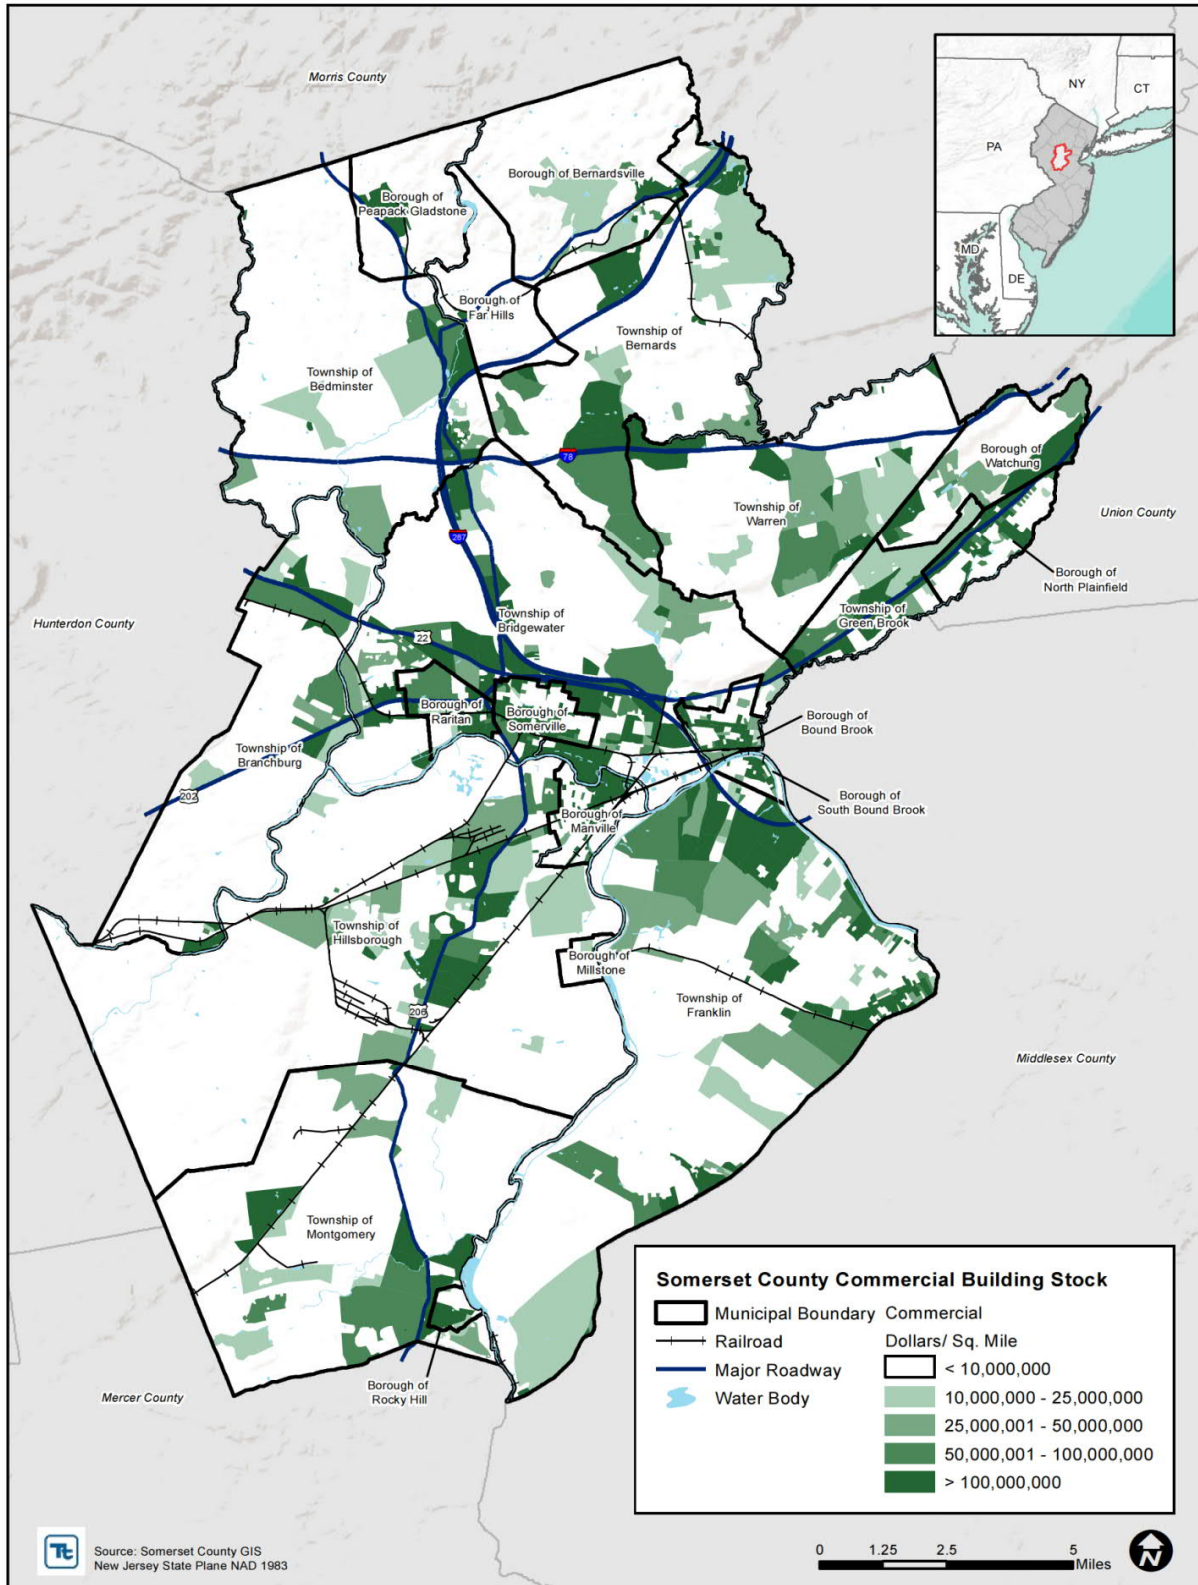 Morris County
NY
CT
PA
MD
DE
Borough of Bernardsville
Borough of
Peapack Gladstone
Borough of
Far Hills
Township of
Bernards
Township of
Bedminster
78
Borough of
Watchung
Township of
Warren
Union County
287
Borough of
North Plainfield
Hunterdon County
Township of
Bridgewater
Township of
Green Brook
22
Borough of
Raritan
Borough of
Somerville
Borough of
Bound Brook
Township of
Branchburg
202
Borough of
South Bound Brook
Borough of
Manville
Township of
Hillsborough
Borough of
Millstone
Township of
Franklin
206
Middlesex County
Township of
Montgomery
Mercer County
Borough of
Rocky Hill
Somerset County Commercial Building Stock
Municipal Boundary
Railroad
Major Roadway
Water Body
Commercial
Dollars/ Sq. Mile
< 10,000,000
10,000,000 - 25,000,000
25,000,001 - 50,000,000
50,000,001 - 100,000,000
> 100,000,000
Tt
Source: Somerset County GIS
New Jersey State Plane NAD 1983
0 1.25 2.5 5
Miles
N